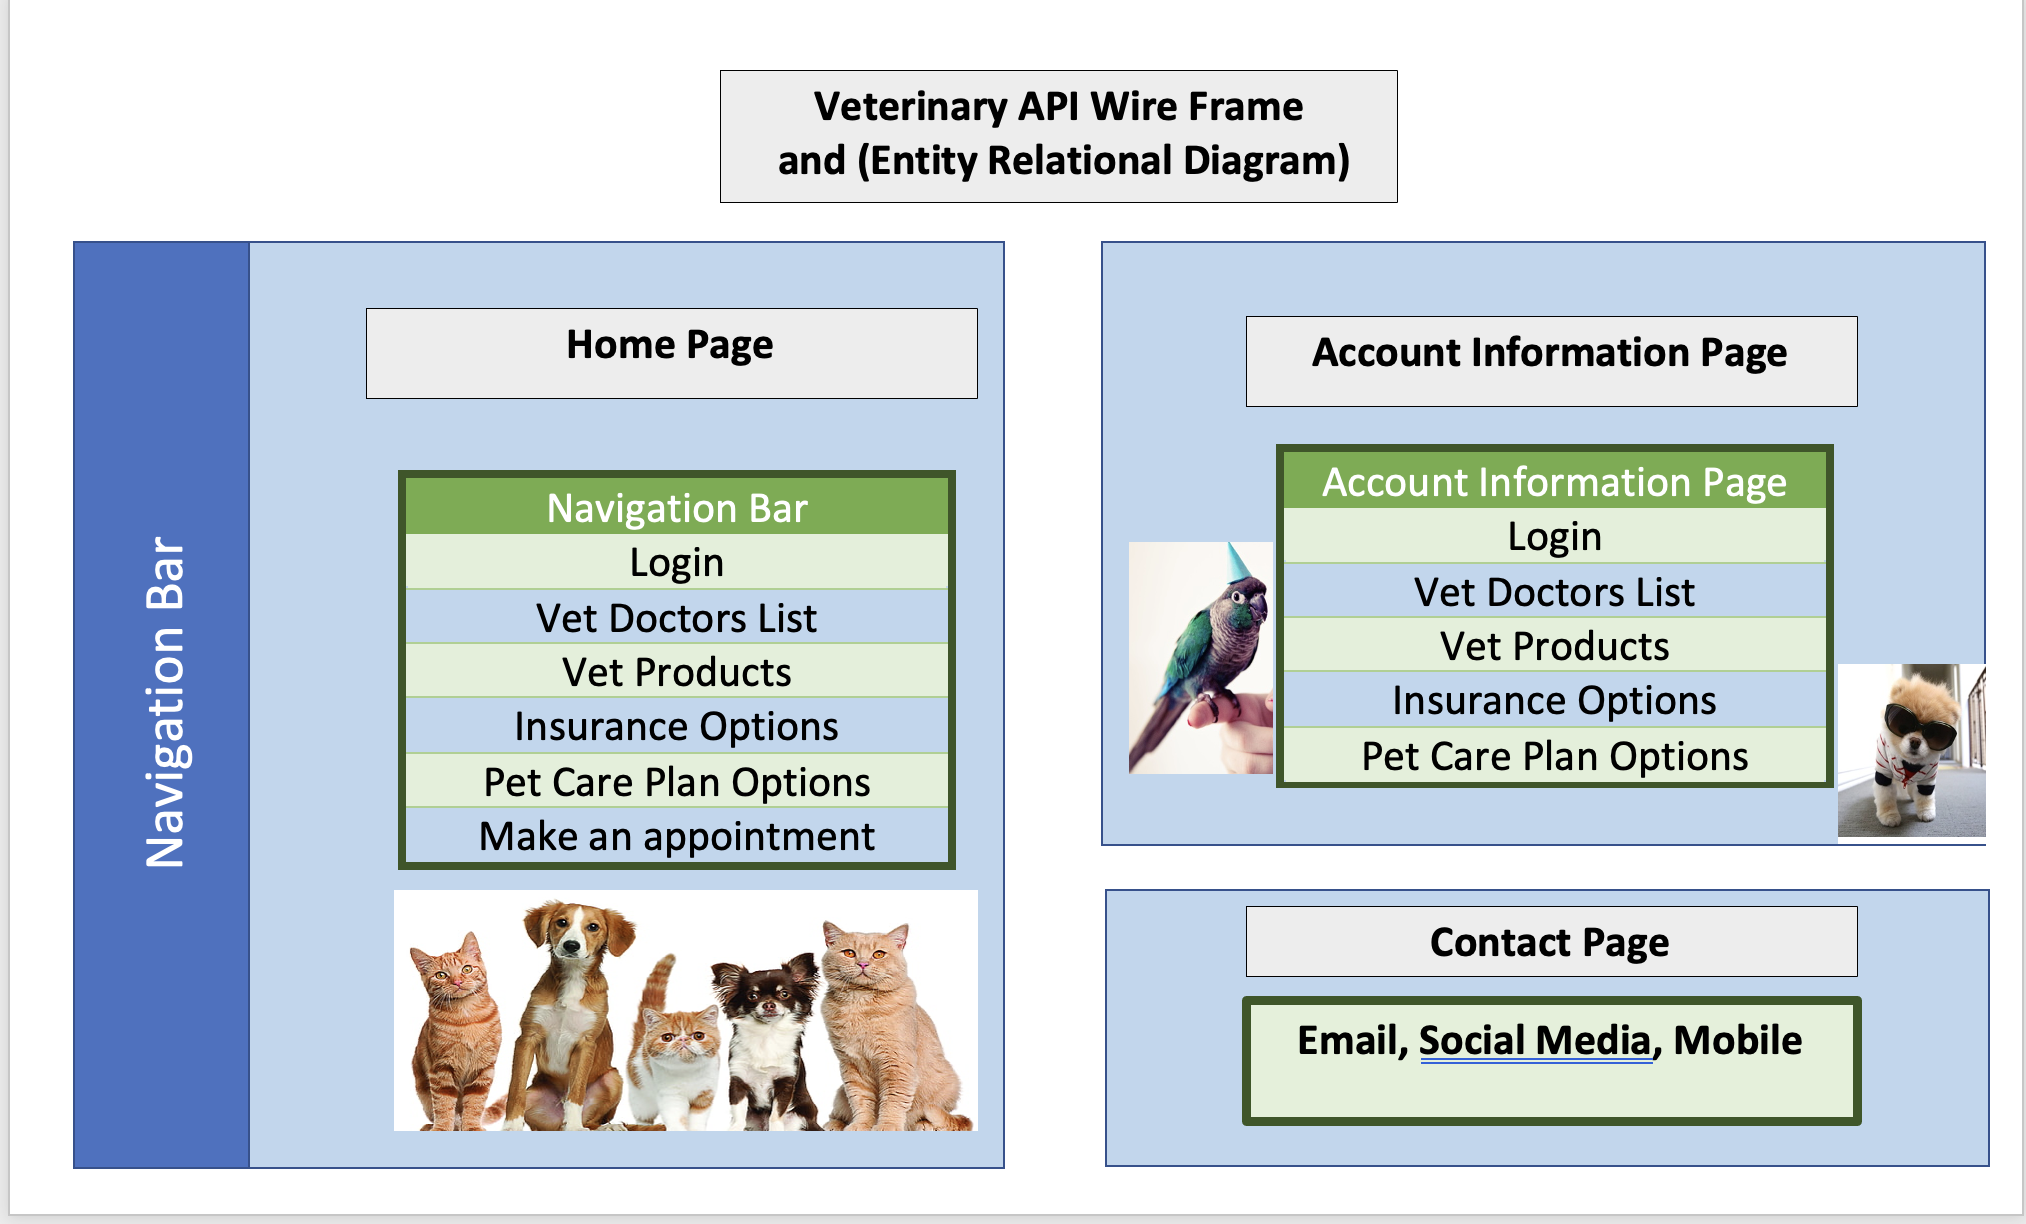 Veterinary API Wire Frame
and (Entity Relational Diagram)
Navigation Bar
Home Page
Navigation Bar
Login
Vet Doctors List
Vet Products
Insurance Options
Pet Care Plan Options
Make an appointment
Account Information Page
Account Information Page
Login
Vet Doctors List
Vet Products
Insurance Options
Pet Care Plan Options
Contact Page
Email, Social Media, Mobile